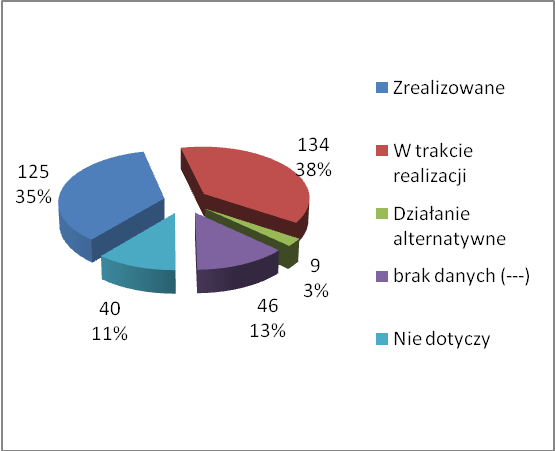 125
35%
134
38%
9
3%
46
13%
40
11%
Zrealizowane
W trakcie
realizacji
Działanie
alternatywne
brak danych (---)
Nie dotyczy